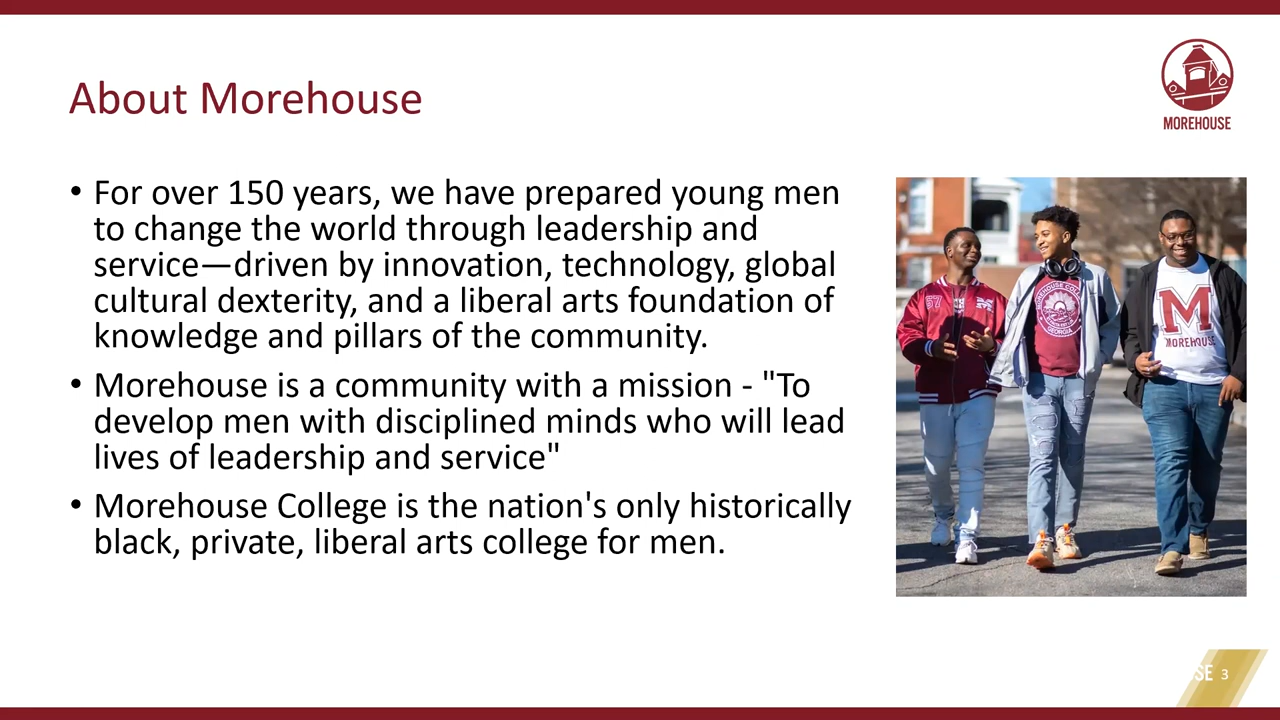 About Morehouse
MOREHOUSE
• For over 150 years, we have prepared young men
to change the world through leadership and
service—driven by innovation, technology, global
cultural dexterity, and a liberal arts foundation of
knowledge and pillars of the community.
• Morehouse is a community with a mission - "To
develop men with disciplined minds who will lead
lives of leadership and service"
• Morehouse College is the nation's only historically
black, private, liberal arts college for men.
67
M
MOREHOUSE
GEORGIA
3